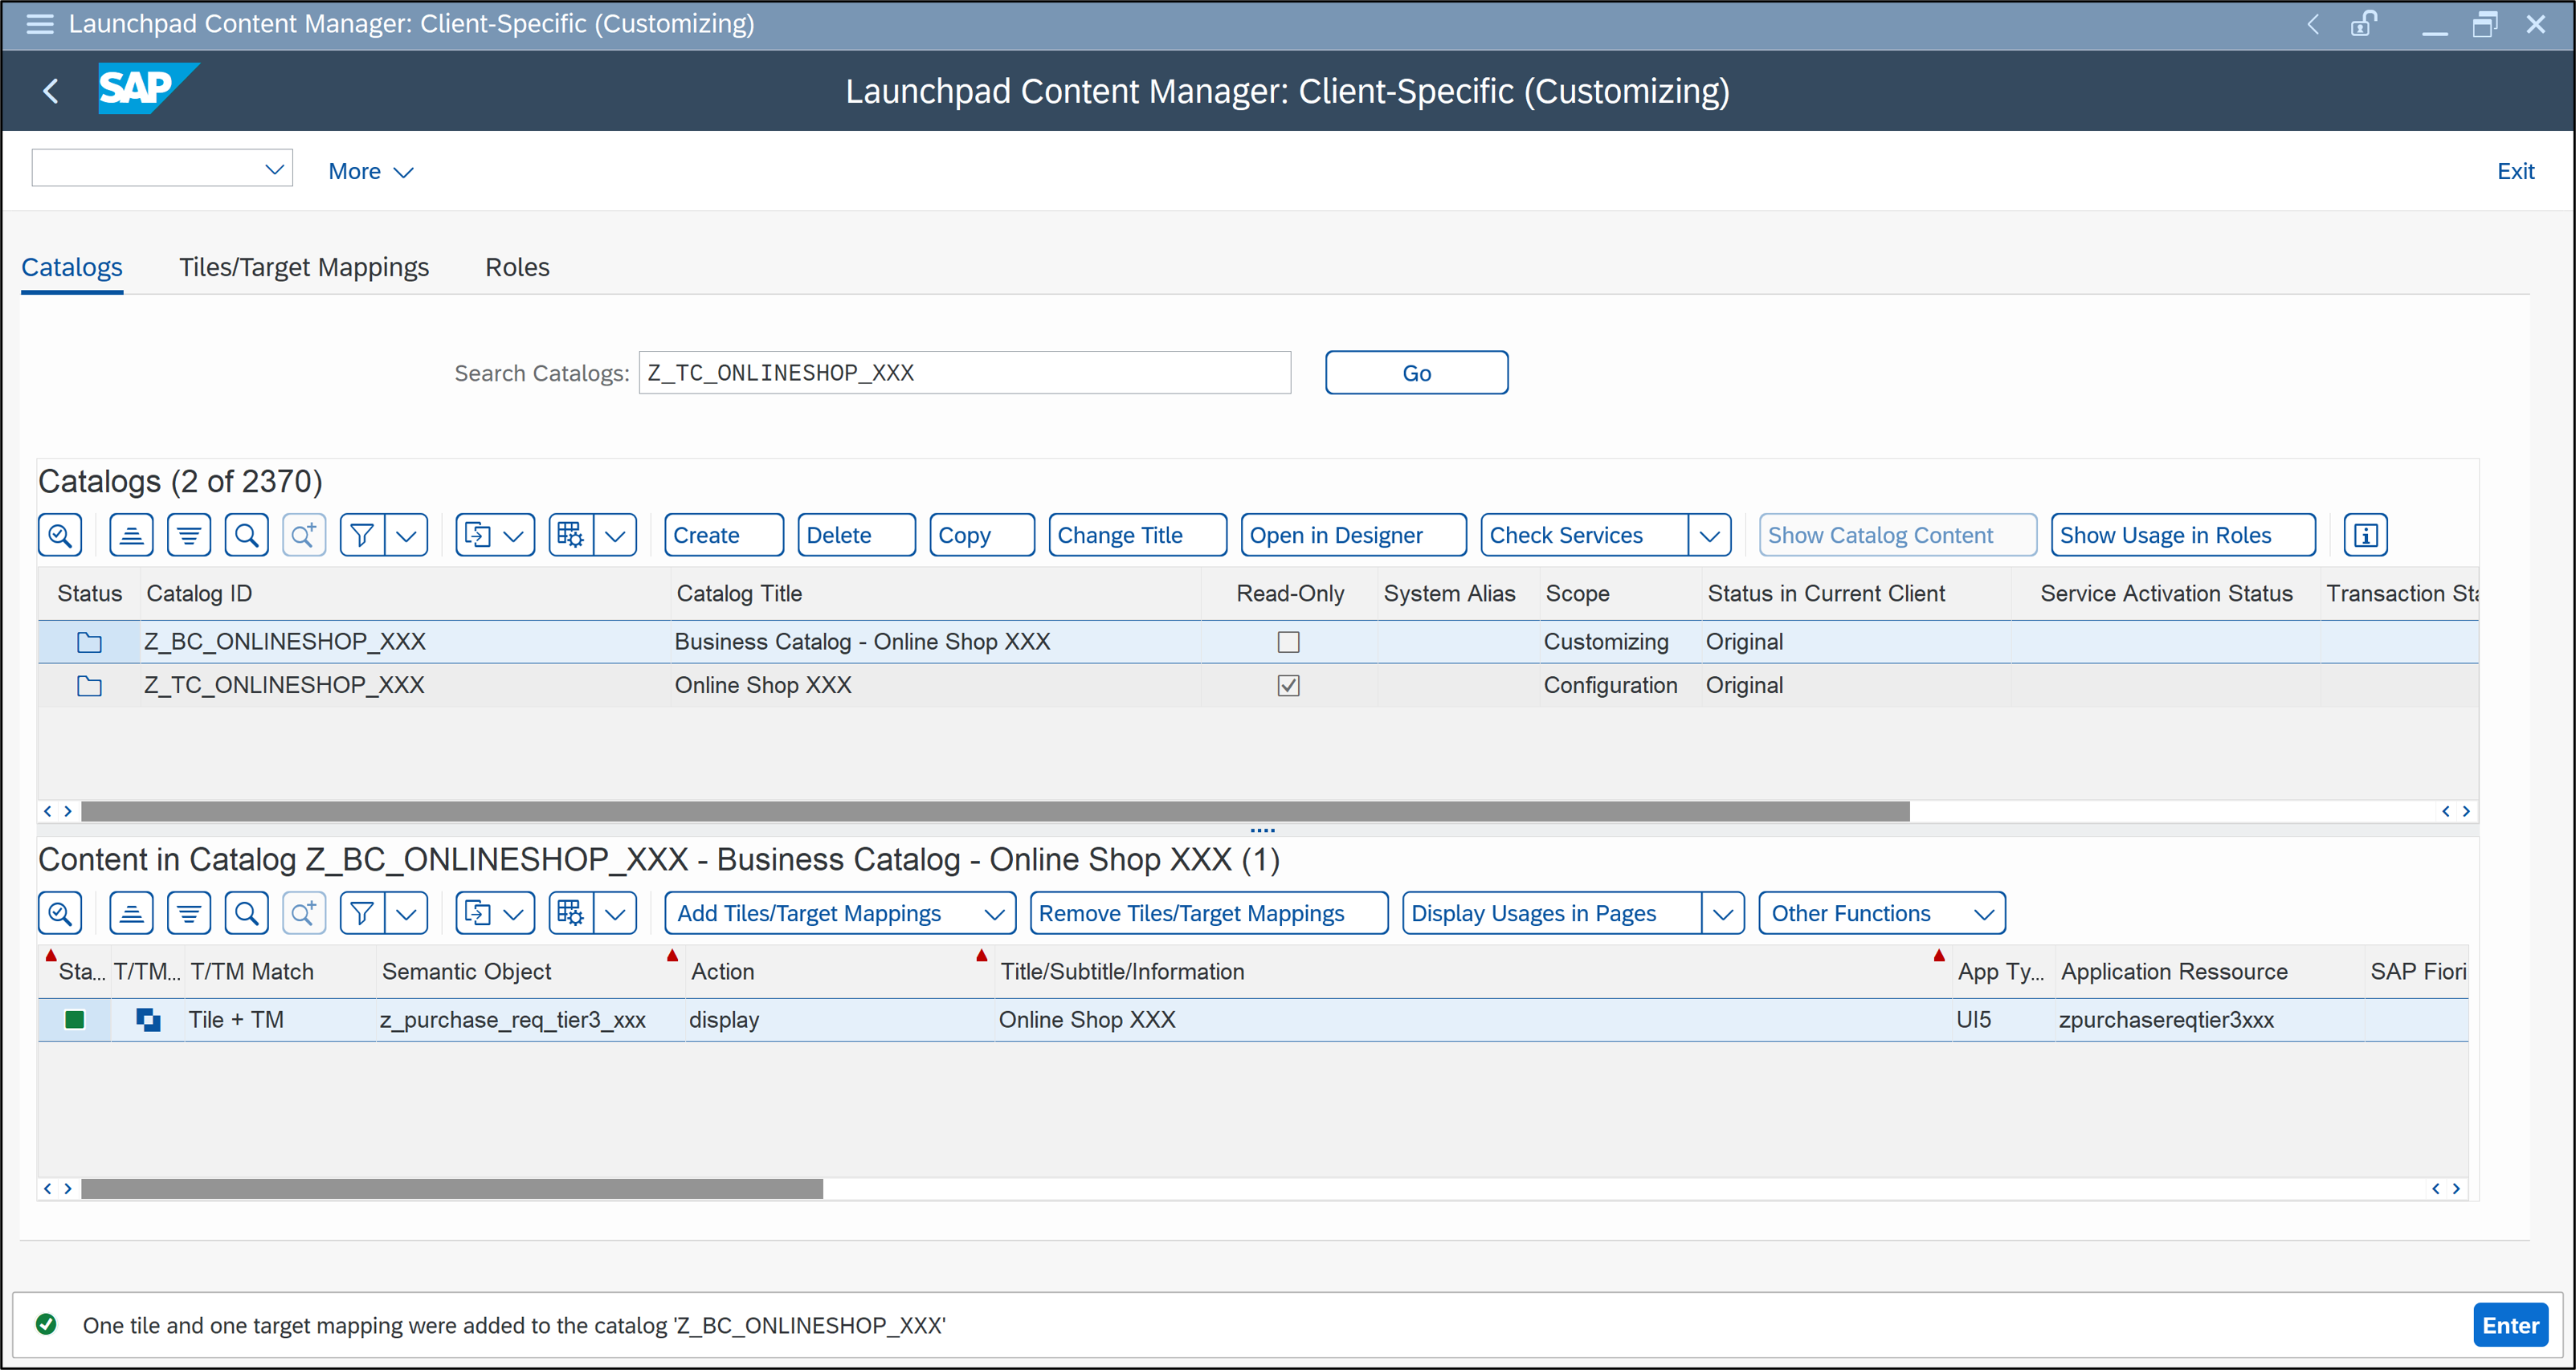 Launchpad Content Manager: Client-Specific (Customizing)
SAP
Launchpad Content Manager: Client-Specific (Customizing)
More
Exit
Catalogs Tiles/Target Mappings Roles
Search Catalogs: Z_TC_ONLINESHOP_XXX Go
Catalogs (2 of 2370)
Create Delete Copy Change Title Open in Designer Check Services Show Catalog Content Show Usage in Roles
Status Catalog ID Catalog Title Read-Only System Alias Scope Status in Current Client Service Activation Status Transaction Sta
Z_BC_ONLINESHOP_XXX Business Catalog - Online Shop XXX Customizing Original
Z_TC_ONLINESHOP_XXX Online Shop XXX Configuration Original
Content in Catalog Z_BC_ONLINESHOP_XXX - Business Catalog - Online Shop XXX (1)
Add Tiles/Target Mappings Remove Tiles/Target Mappings Display Usages in Pages Other Functions
Sta... T/TM... T/TM Match Semantic Object Action Title/Subtitle/Information App Ty... Application Ressource SAP Fiori
Tile + TM z_purchase_req_tier3_xxx display Online Shop XXX UI5 zpurchasereqtier3xxx
One tile and one target mapping were added to the catalog 'Z_BC_ONLINESHOP_XXX' Enter